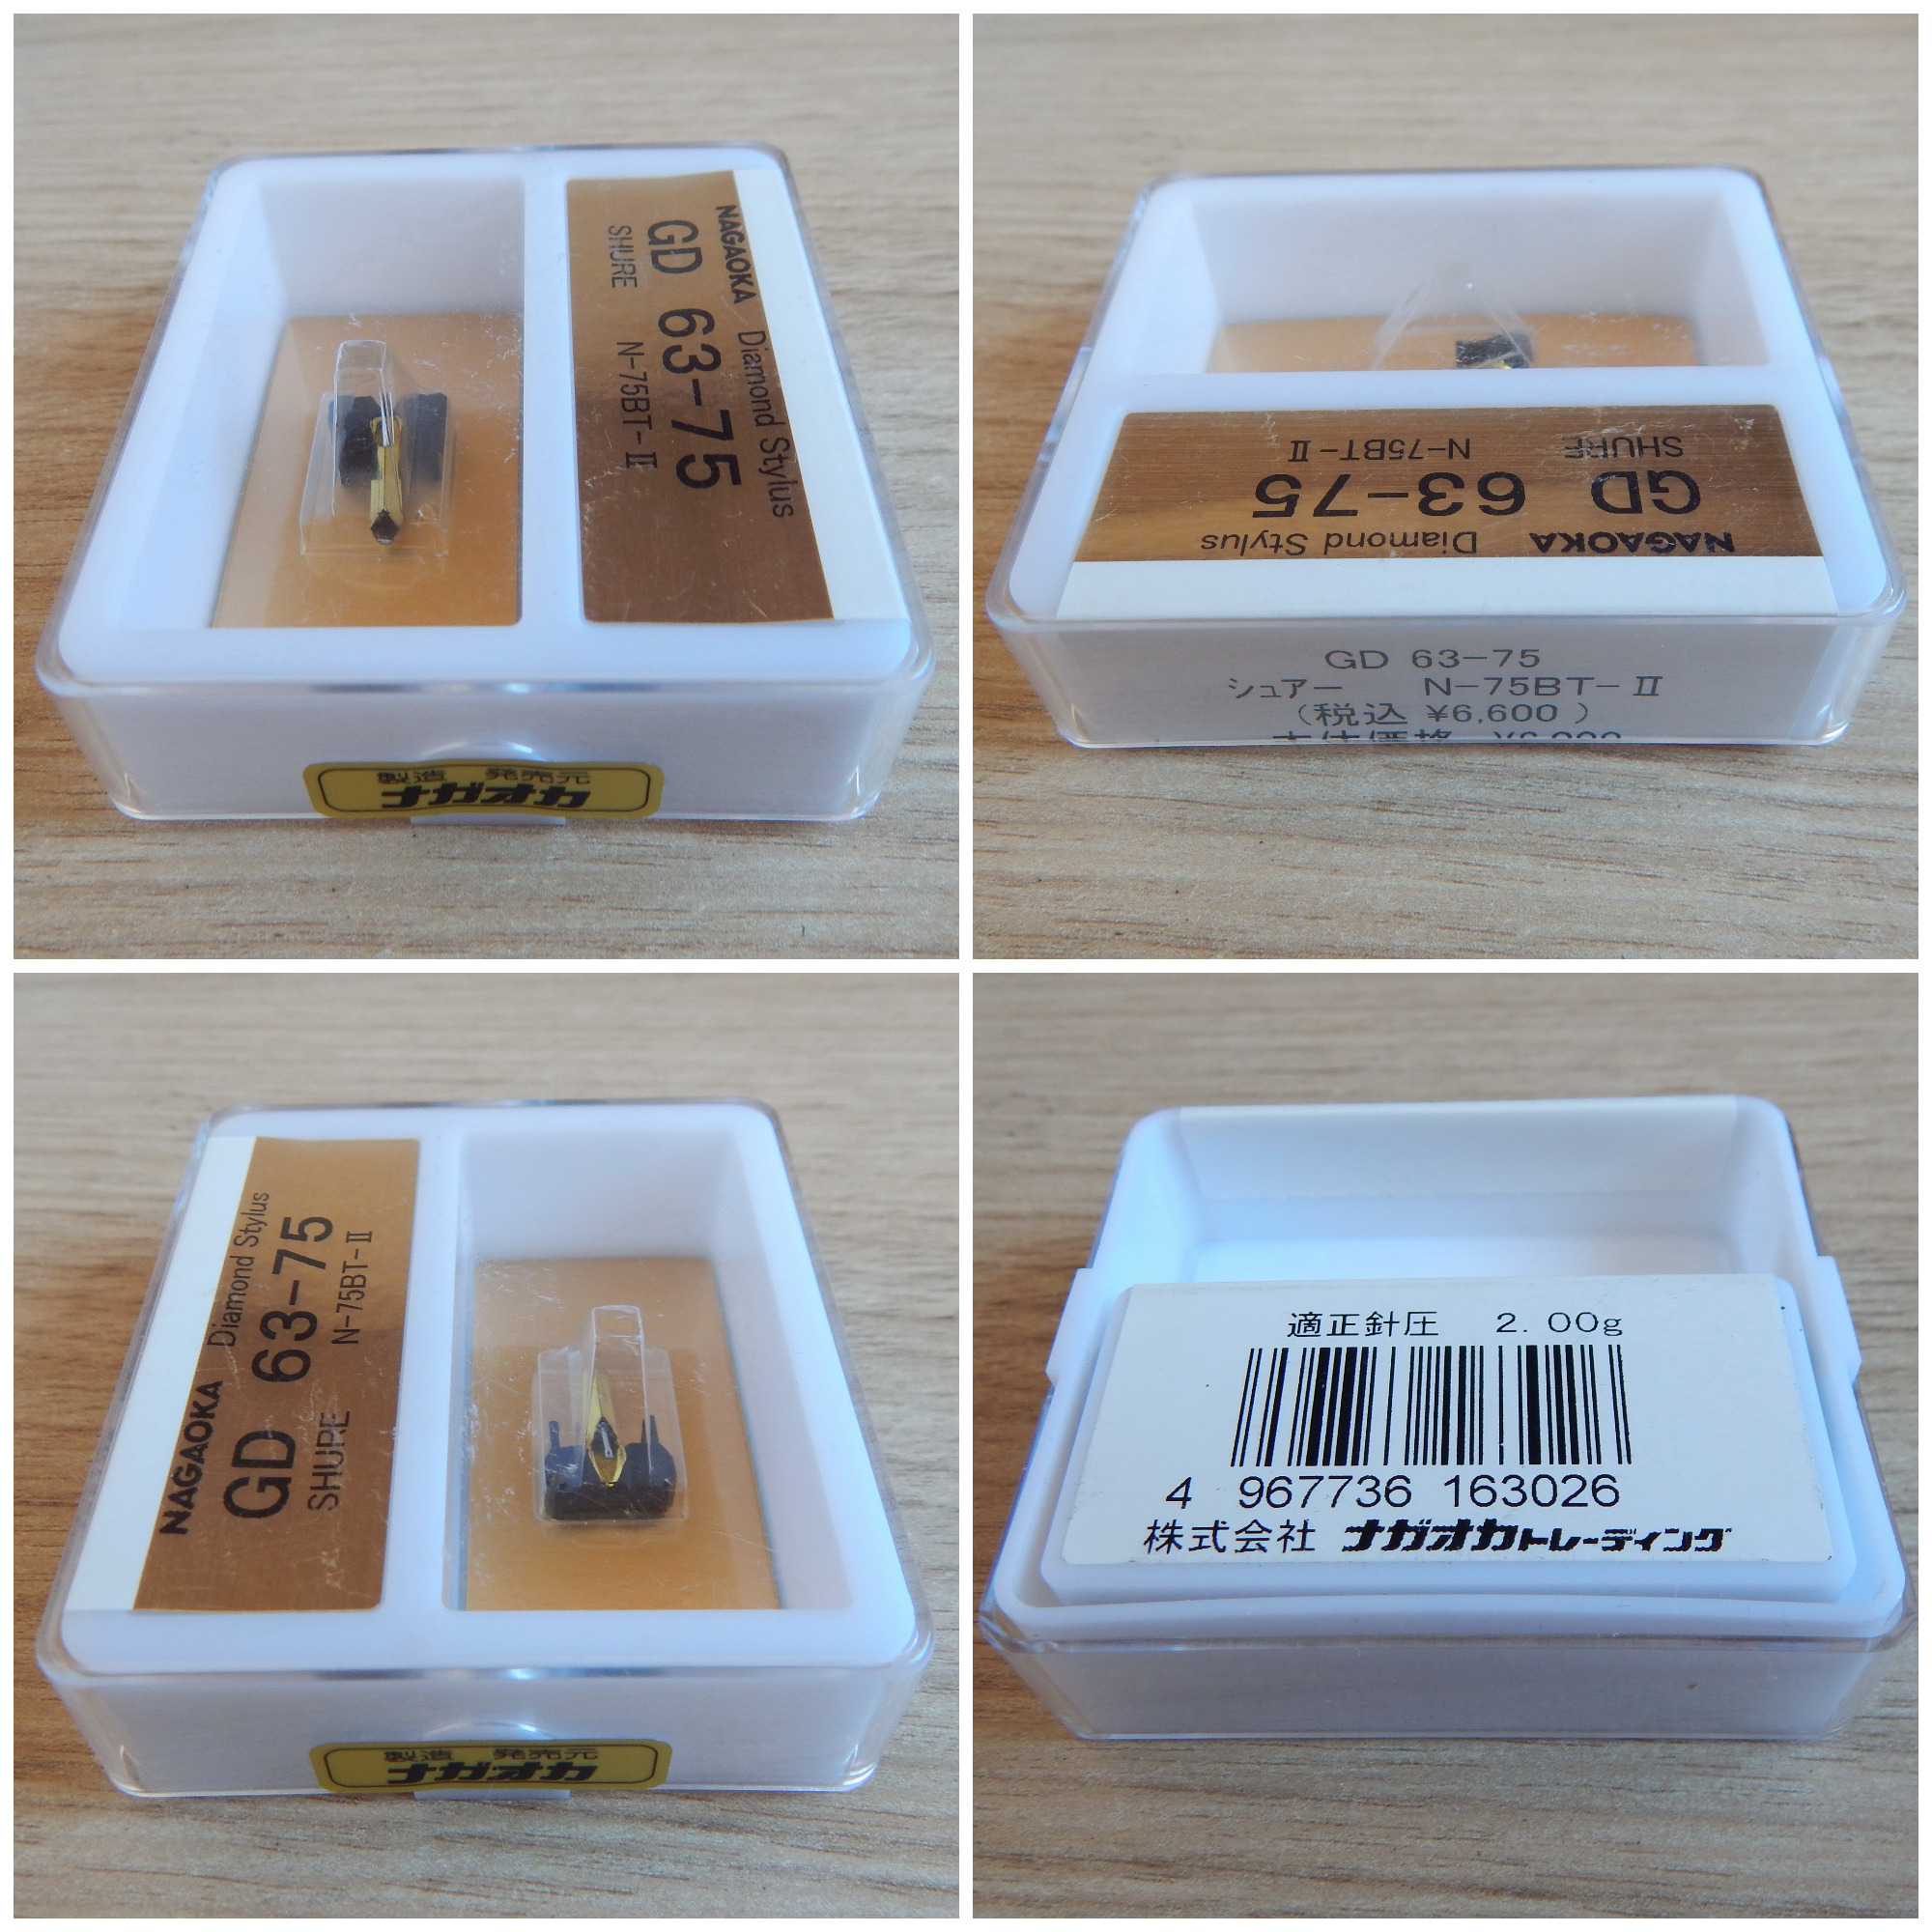 NAGAOKA Diamond Stylus
GD 63-75
SHURE N-75BT-Ⅱ
製造 発売元
ナガオカ
NAGAOKA Diamond Stylus
GD 63-75
SHURE N-75BT-Ⅱ
GD 63-75
シュアー N-75BT-Ⅱ
(税込 ¥6,600 )
NAGAOKA Diamond Stylus
GD 63-75
SHURE N-75BT-Ⅱ
製造 発売元
ナガオカ
適正針圧 2.00g
4 967736 163026
株式会社 ナガオカトレーディング